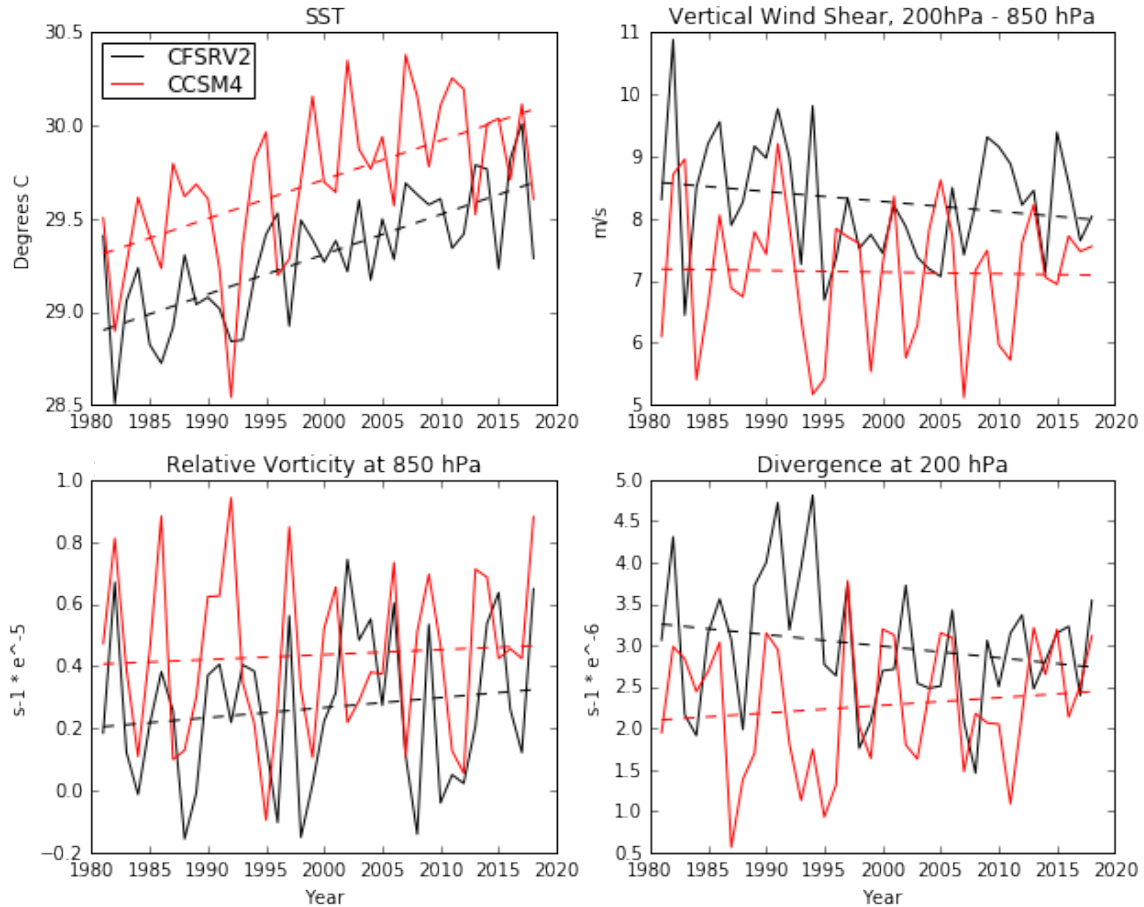 SST
Vertical Wind Shear, 200hPa - 850 hPa
30.5
30.0
29.5
29.0
28.5
Degrees C
CFSRV2
CCSM4
1980 1985 1990 1995 2000 2005 2010 2015 2020
11
10
9
8
7
6
5
m/s
1980 1985 1990 1995 2000 2005 2010 2015 2020
Relative Vorticity at 850 hPa
Divergence at 200 hPa
1.0
0.8
0.6
0.4
0.2
0.0
−0.2
s-1 * e^-5
1980 1985 1990 1995 2000 2005 2010 2015 2020
Year
5.0
4.5
4.0
3.5
3.0
2.5
2.0
1.5
1.0
0.5
s-1 * e^-6
1980 1985 1990 1995 2000 2005 2010 2015 2020
Year